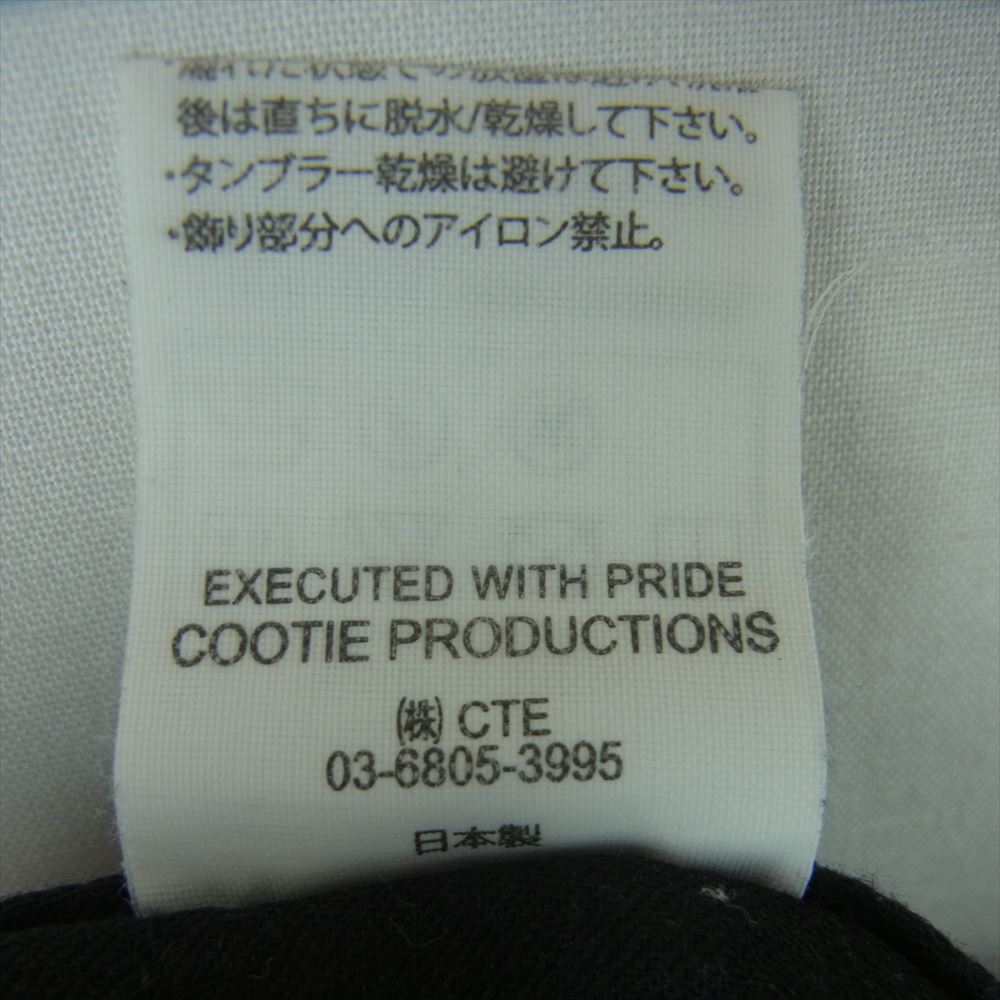 後は直ちに脱水/乾燥して下さい。
・タンブラー乾燥は避けて下さい。
・飾り部分へのアイロン禁止。
EXECUTED WITH PRIDE
COOTIE PRODUCTIONS
㈱ CTE
03-6805-3995
日本製